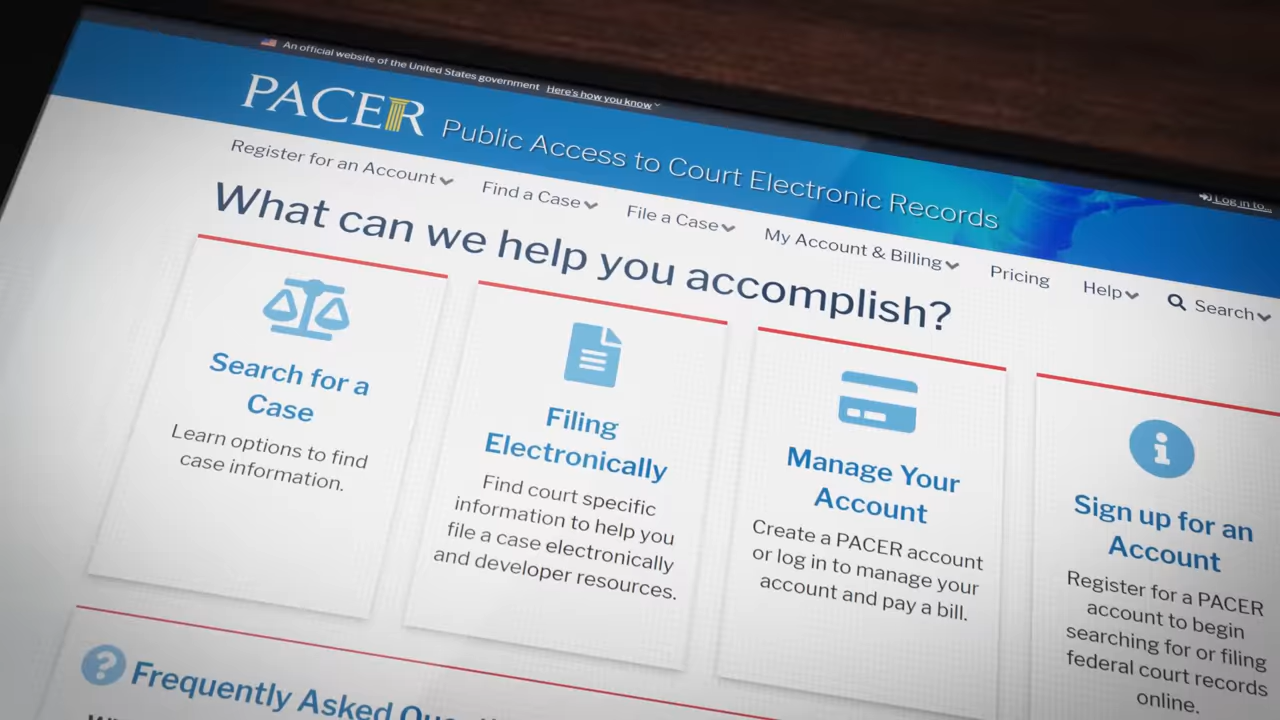 An official website of the United States government Here's how you know
PACER Public Access to Court Electronic Records
Log in to...
Register for an Account Find a Case File a Case My Account & Billing Pricing Help Search
What can we help you accomplish?
Search for a
Case
Learn options to find
case information.
Filing
Electronically
Find court specific
information to help you
file a case electronically
and developer resources.
Manage Your
Account
Create a PACER account
or log in to manage your
account and pay a bill.
Sign up for an
Account
Register for a PACER
account to begin
searching for or filing
federal court records
online.
Frequently Asked